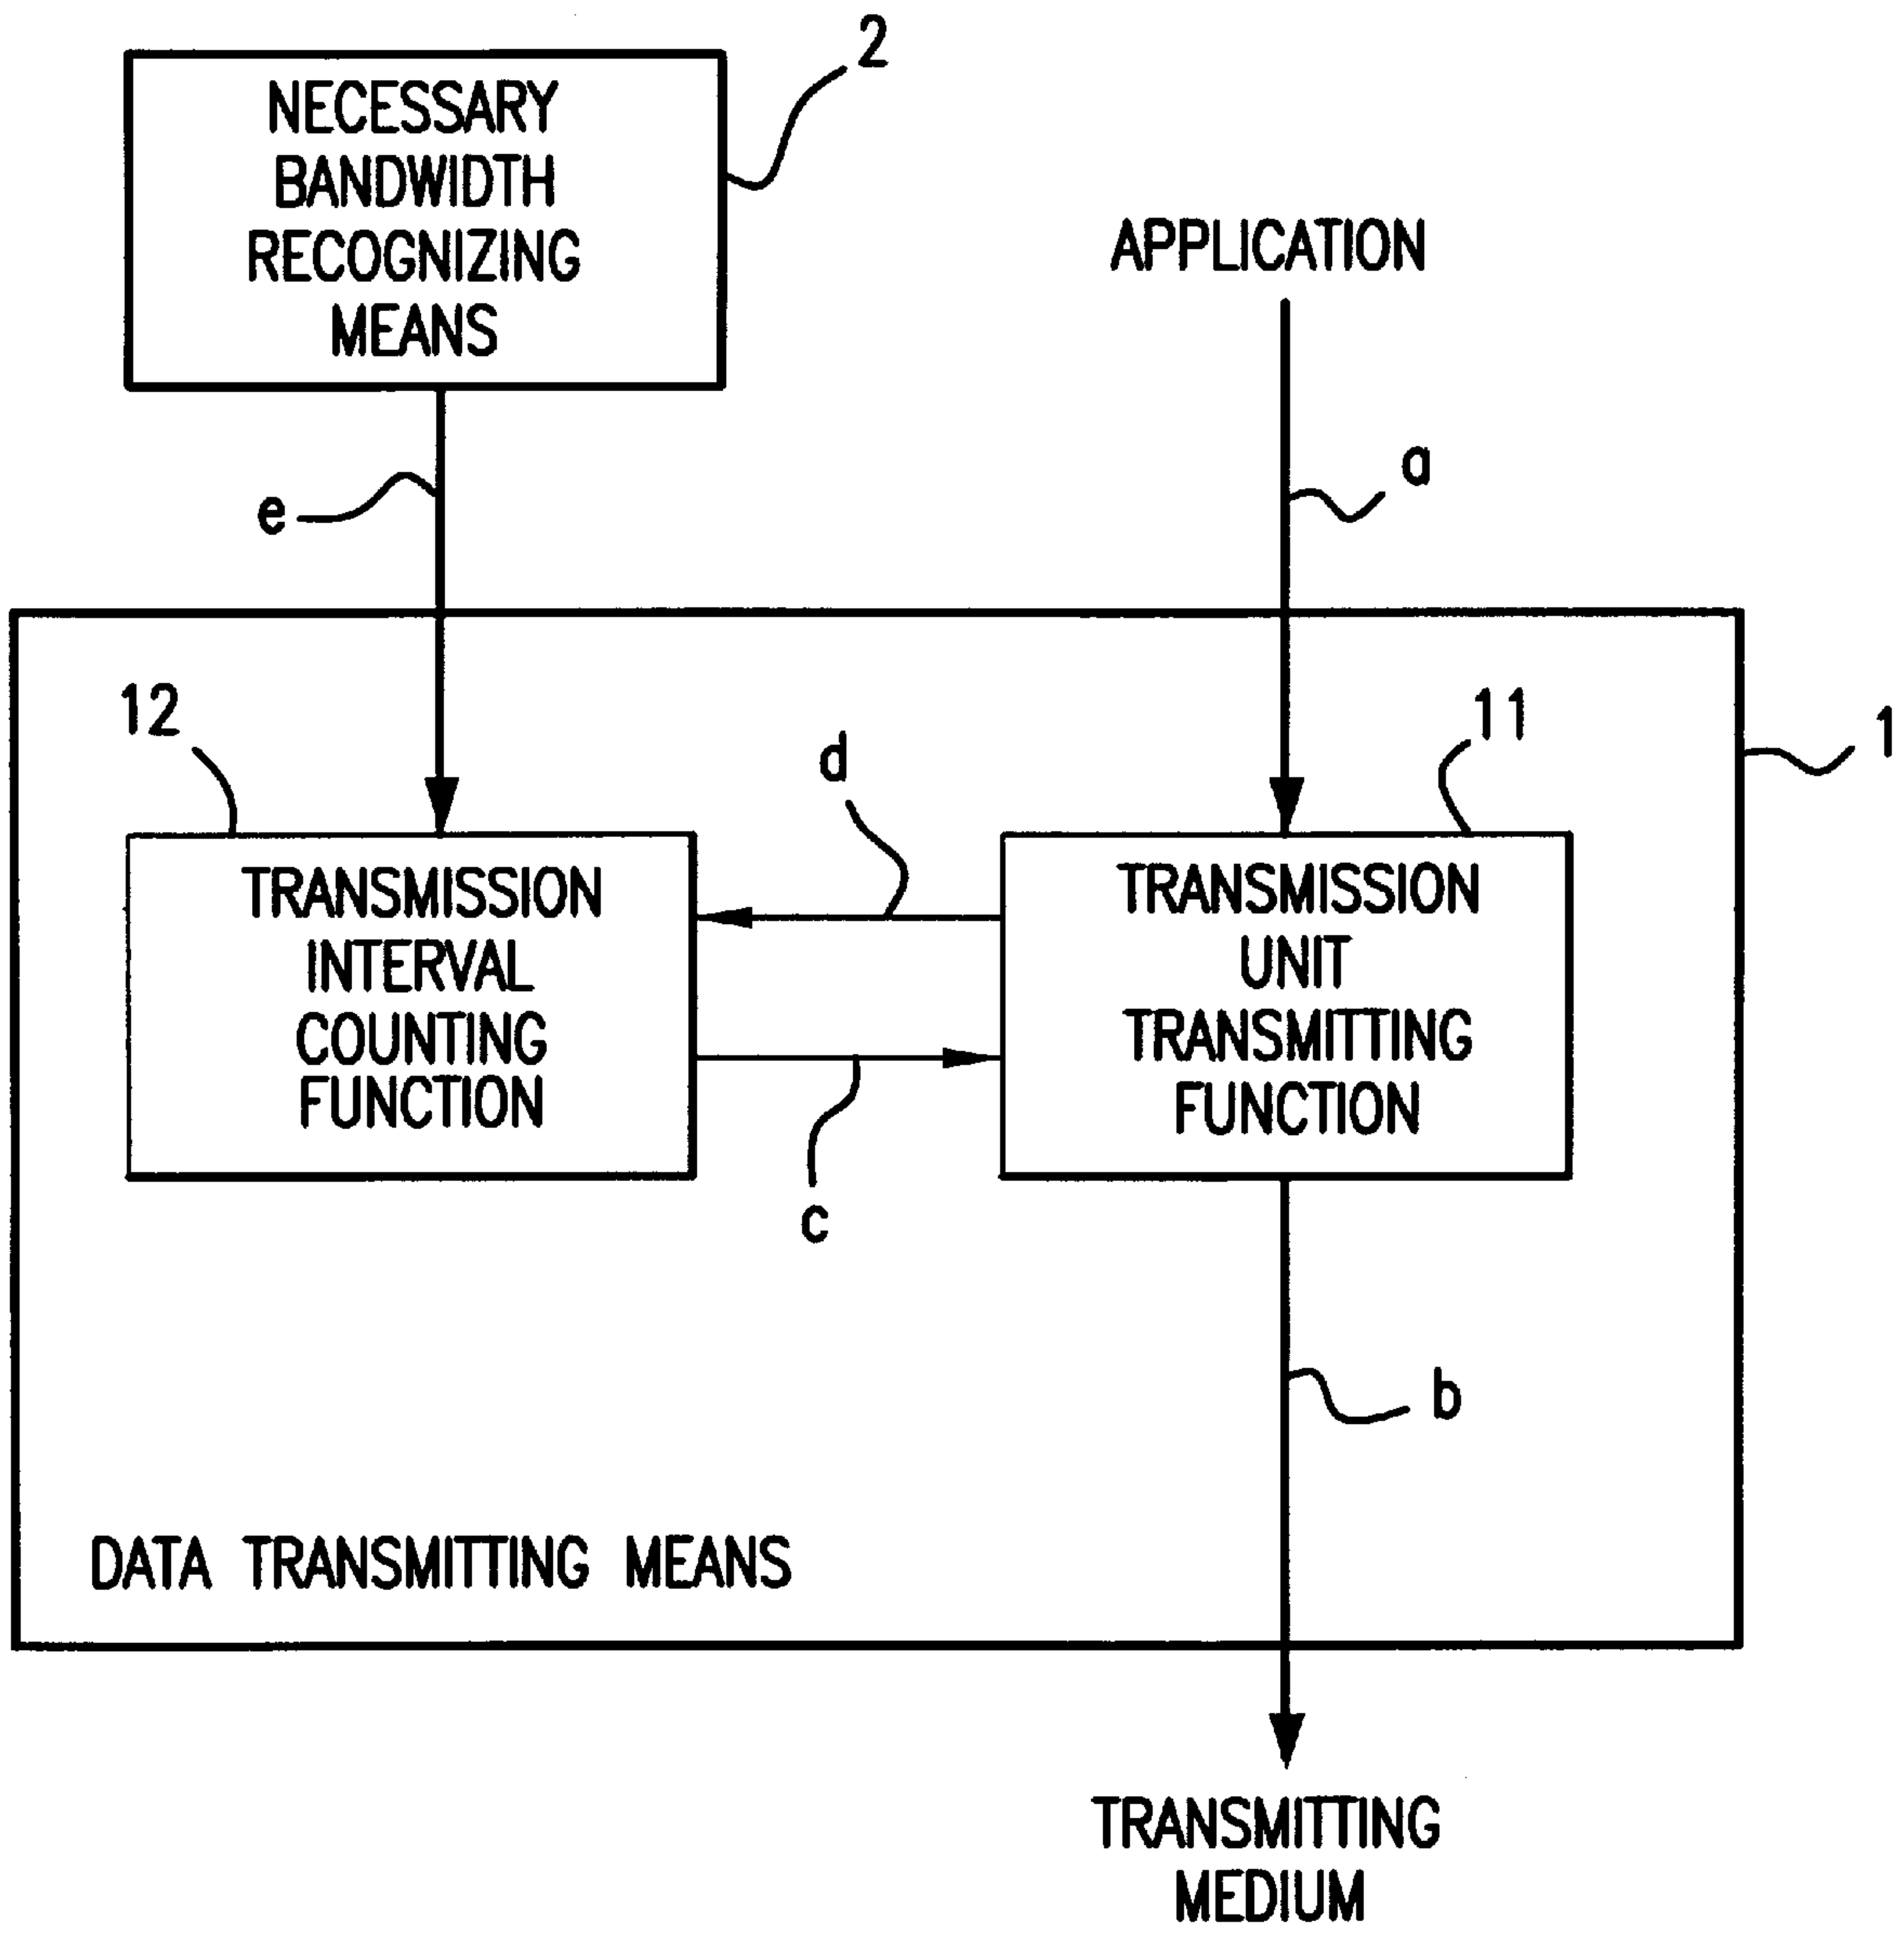 2
NECESSARY
BANDWIDTH
RECOGNIZING
MEANS
APPLICATION
e
a
12
11
1
d
TRANSMISSION
INTERVAL
COUNTING
FUNCTION
TRANSMISSION
UNIT
TRANSMITTING
FUNCTION
c
b
DATA TRANSMITTING MEANS
TRANSMITTING
MEDIUM